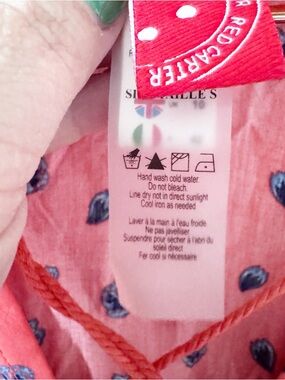 RED CARTER
UK 10
Hand wash cold water
Do not bleach
Line dry not in direct sunlight
Cool iron as needed
Laver à la main à l'eau froide
Ne pas javelliser
Suspendre pour sécher à l'abri du
soleil direct
Fer cool si nécessaire